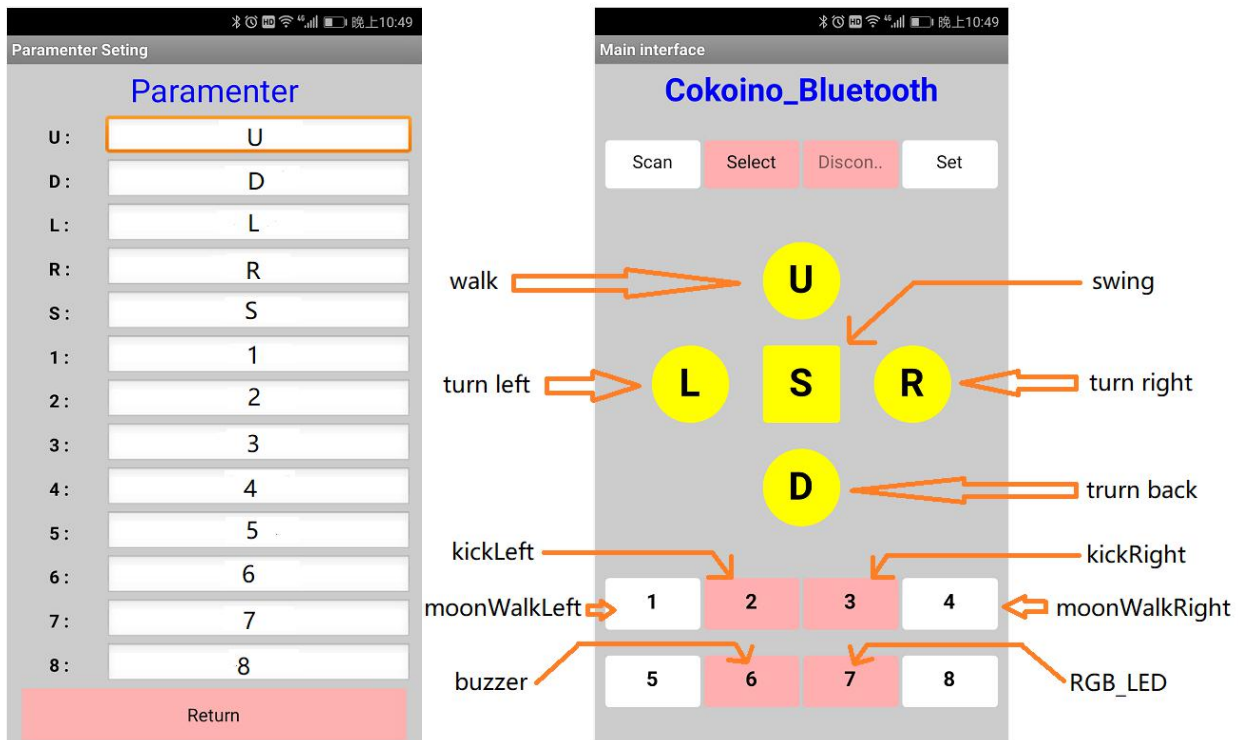 晚上10:49
Paramenter Seting
Paramenter
U : U
D : D
L : L
R : R
S : S
1 : 1
2 : 2
3 : 3
4 : 4
5 : 5
6 : 6
7 : 7
8 : 8
Return
晚上10:49
Main interface
Cokoino_Bluetooth
Scan Select Discon.. Set
walk U swing
turn left L S R turn right
D trurn back
kickLeft kickRight
moonWalkLeft 1 2 3 4 moonWalkRight
buzzer 5 6 7 8 RGB_LED